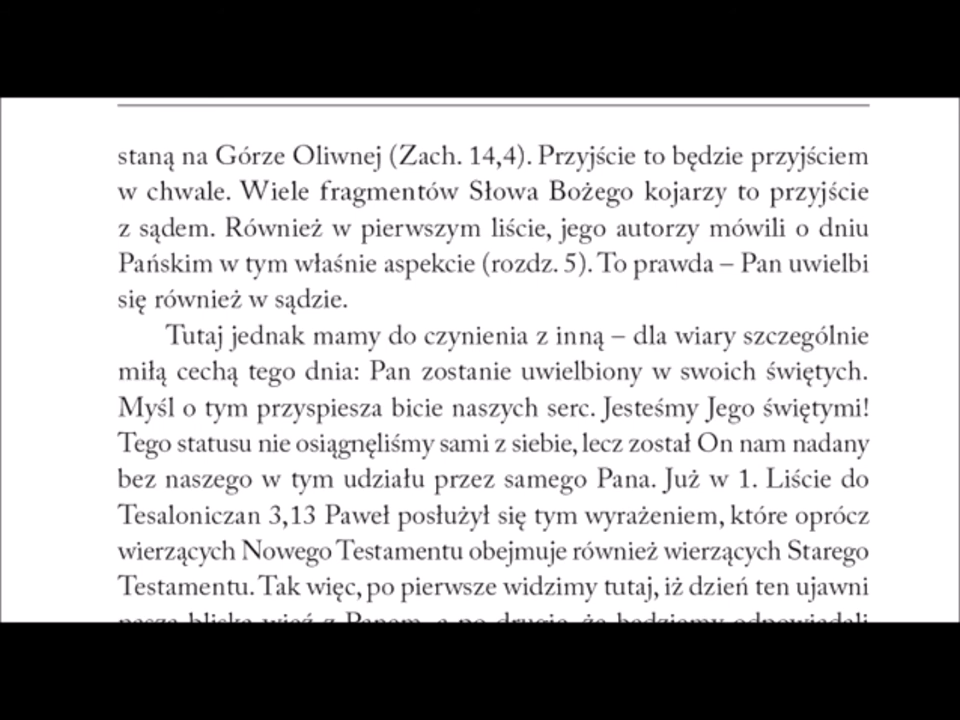 staną na Górze Oliwnej (Zach. 14,4). Przyjście to będzie przyjściem
w chwale. Wiele fragmentów Słowa Bożego kojarzy to przyjście
z sądem. Również w pierwszym liście, jego autorzy mówili o dniu
Pańskim w tym właśnie aspekcie (rozdz. 5). To prawda – Pan uwielbi
się również w sądzie.
Tutaj jednak mamy do czynienia z inną – dla wiary szczególnie
miłą cechą tego dnia: Pan zostanie uwielbiony w swoich świętych.
Myśl o tym przyspiesza bicie naszych serc. Jesteśmy Jego świętymi!
Tego statusu nie osiągnęliśmy sami z siebie, lecz został On nam nadany
bez naszego w tym udziału przez samego Pana. Już w 1. Liście do
Tesaloniczan 3,13 Paweł posłużył się tym wyrażeniem, które oprócz
wierzących Nowego Testamentu obejmuje również wierzących Starego
Testamentu. Tak więc, po pierwsze widzimy tutaj, iż dzień ten ujawni